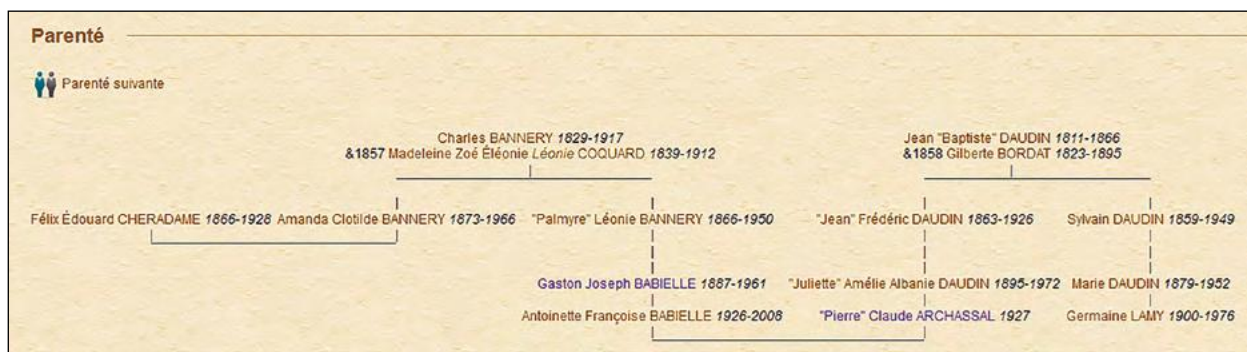 Parenté
Parenté suivante
Charles BANNERY 1829-1917
&1857 Madeleine Zoé Éléonie Léonie COQUARD 1839-1912
Jean "Baptiste" DAUDIN 1811-1866
&1858 Gilberte BORDAT 1823-1895
Félix Édouard CHERADAME 1866-1928 Amanda Clotilde BANNERY 1873-1966 "Palmyre" Léonie BANNERY 1866-1950 "Jean" Frédéric DAUDIN 1863-1926 Sylvain DAUDIN 1859-1949
Gaston Joseph BABIELLE 1887-1961 "Juliette" Amélie Albanie DAUDIN 1895-1972 Marie DAUDIN 1879-1952
Antoinette Françoise BABIELLE 1926-2008 "Pierre" Claude ARCHASSAL 1927 Germaine LAMY 1900-1976